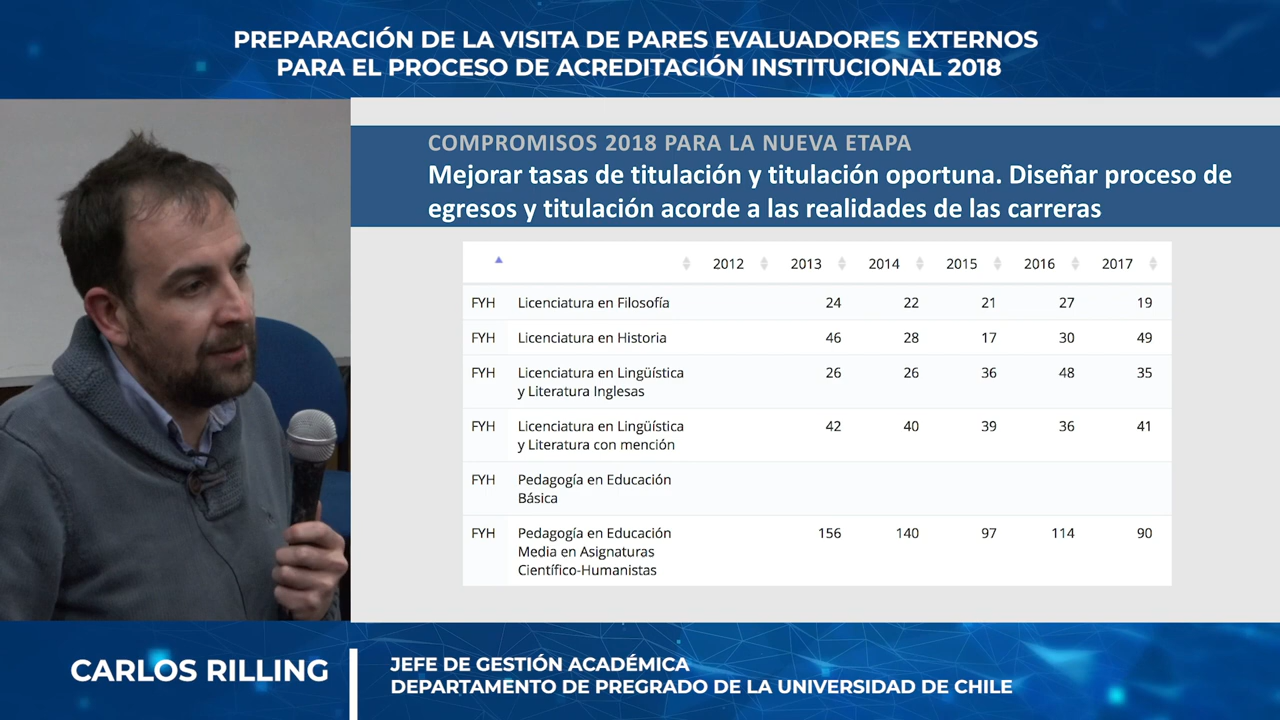 PREPARACIÓN DE LA VISITA DE PARES EVALUADORES EXTERNOS
PARA EL PROCESO DE ACREDITACIÓN INSTITUCIONAL 2018
COMPROMISOS 2018 PARA LA NUEVA ETAPA
Mejorar tasas de titulación y titulación oportuna. Diseñar proceso de
egresos y titulación acorde a las realidades de las carreras
2012 2013 2014 2015 2016 2017
FYH Licenciatura en Filosofía 24 22 21 27 19
FYH Licenciatura en Historia 46 28 17 30 49
FYH Licenciatura en Lingüística 26 26 36 48 35
y Literatura Inglesas
FYH Licenciatura en Lingüística 42 40 39 36 41
y Literatura con mención
FYH Pedagogía en Educación
Básica
FYH Pedagogía en Educación 156 140 97 114 90
Media en Asignaturas
Científico-Humanistas
CARLOS RILLING
JEFE DE GESTIÓN ACADÉMICA
DEPARTAMENTO DE PREGRADO DE LA UNIVERSIDAD DE CHILE